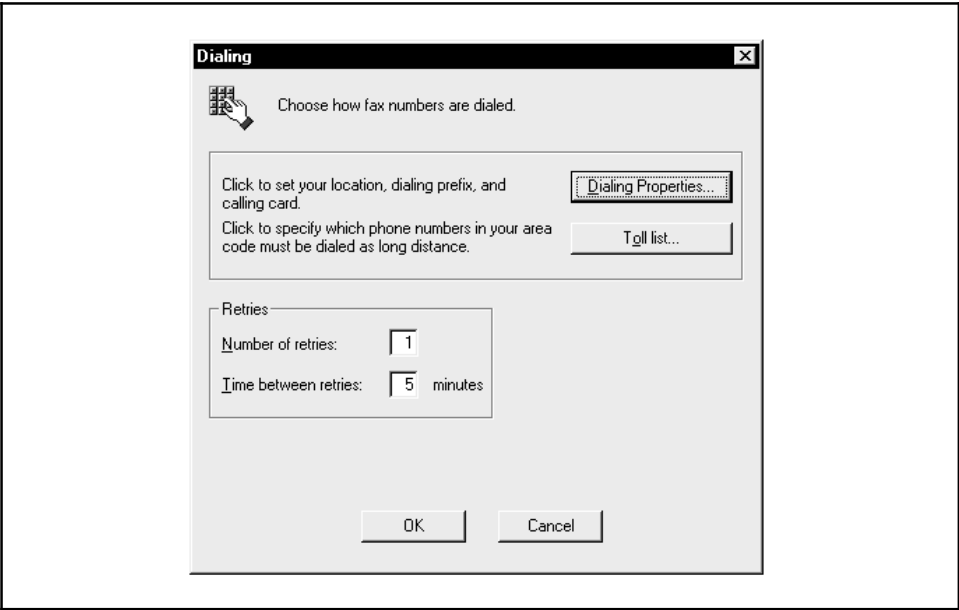 Dialing
Choose how fax numbers are dialed.
Click to set your location, dialing prefix, and
calling card.
Dialing Properties...
Click to specify which phone numbers in your area
code must be dialed as long distance.
Toll list...
Retries
Number of retries: 1
Time between retries: 5 minutes
OK Cancel